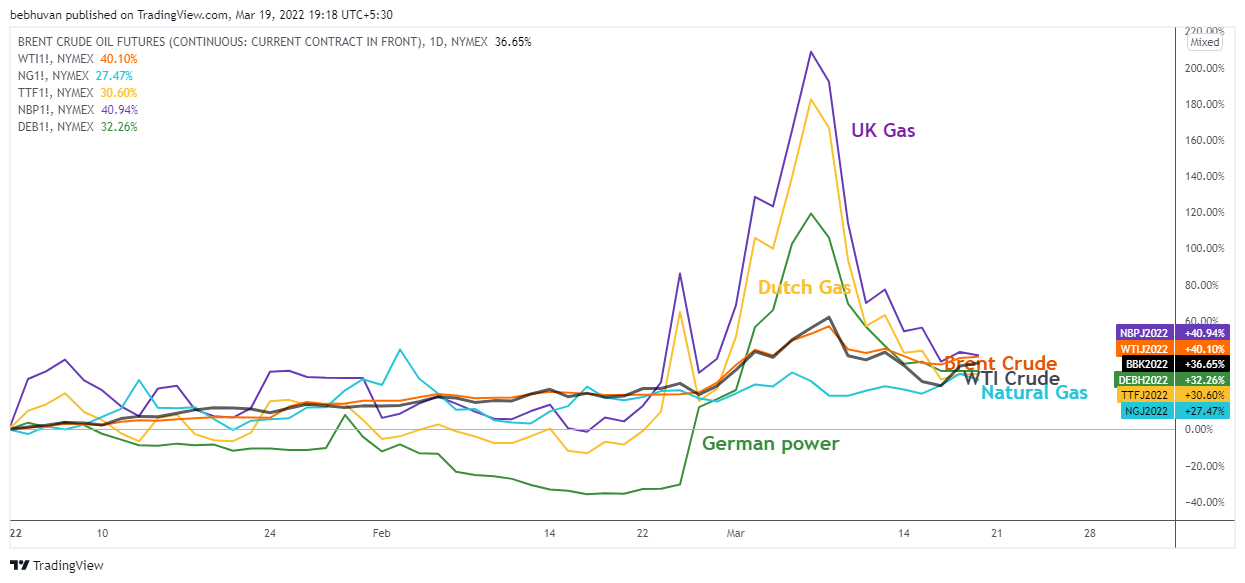 bebhuvan published on TradingView.com, Mar 19, 2022 19:18 UTC+5:30
BRENT CRUDE OIL FUTURES (CONTINUOUS: CURRENT CONTRACT IN FRONT), 1D, NYMEX 36.65%
WTI1!, NYMEX 40.10%
NG1!, NYMEX 27.47%
TTF1!, NYMEX 30.60%
NBP1!, NYMEX 40.94%
DEB1!, NYMEX 32.26%
220.00%
Mixed
200.00%
180.00%
160.00%
140.00%
120.00%
100.00%
80.00%
60.00%
UK Gas
Dutch Gas
Brent Crude
WTI Crude
Natural Gas
German power
NBPJ2022 +40.94%
WTIJ2022 +40.10%
BBK2022 +36.65%
DEBH2022 +32.26%
TTFJ2022 +30.60%
NGJ2022 +27.47%
0.00%
−20.00%
−40.00%
22 10 24 Feb 14 22 Mar 14 21 28
TradingView